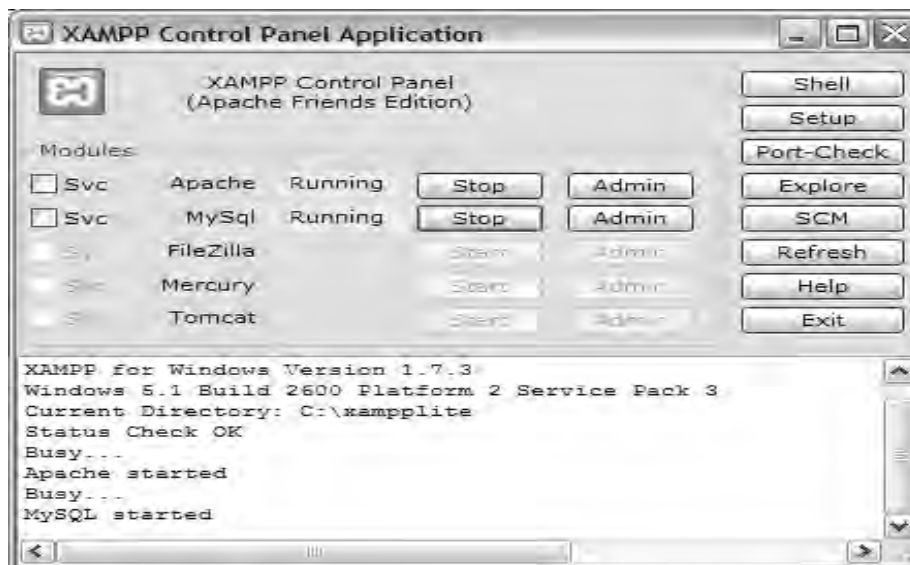 XAMPP Control Panel Application
XAMPP Control Panel
(Apache Friends Edition)
Shell
Setup
Modules
Port-Check
Svc Apache Running Stop Admin Explore
Svc MySql Running Stop Admin SCM
FileZilla Start Admin Refresh
Svc Mercury Start Admin Help
Tomcat Start Admin Exit
XAMPP for Windows Version 1.7.3
Windows 5.1 Build 2600 Platform 2 Service Pack 3
Current Directory: C:\xampplite
Status Check OK
Busy...
Apache started
Busy...
MySQL started